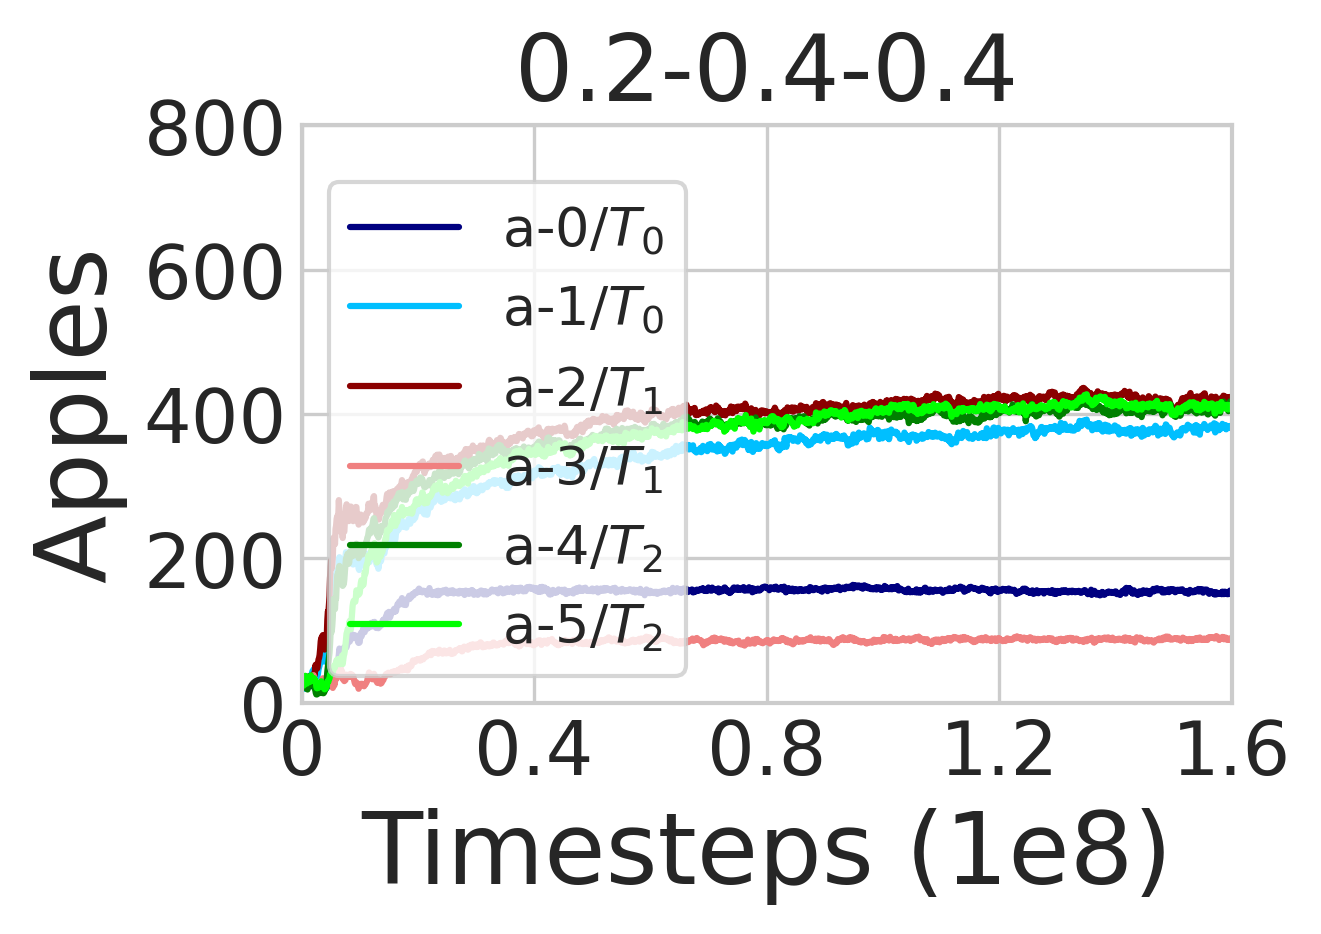 0.2-0.4-0.4
800
600
400
200
0
Apples
a-0/T₀
a-1/T₀
a-2/T₁
a-3/T₁
a-4/T₂
a-5/T₂
0 0.4 0.8 1.2 1.6
Timesteps (1e8)